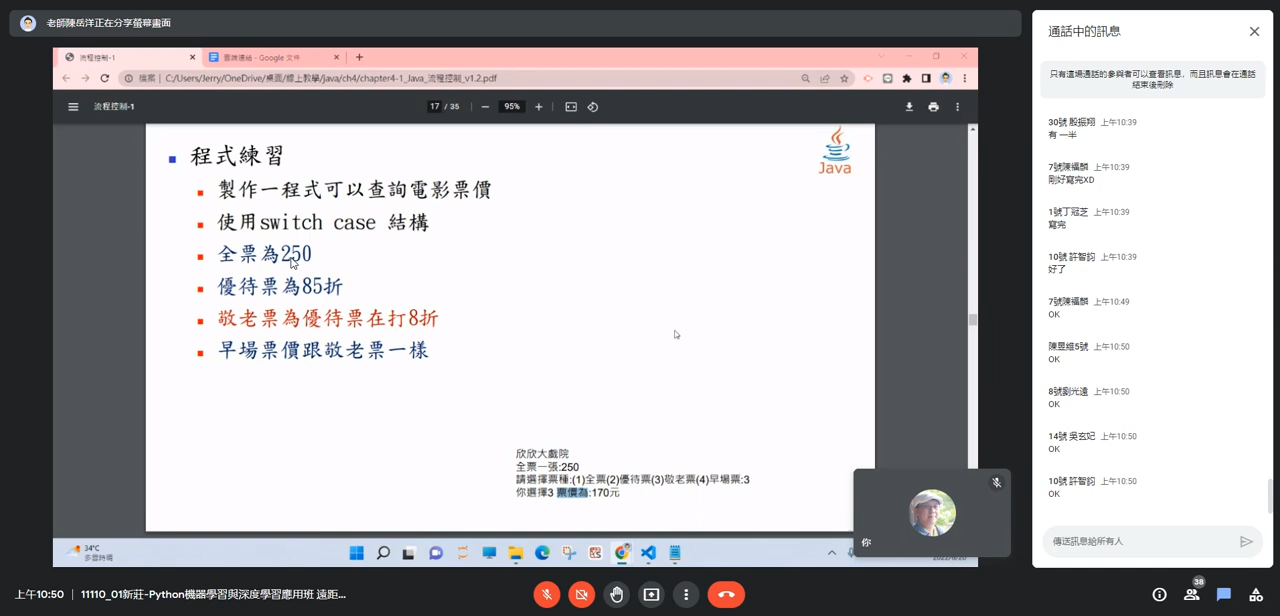 老師陳岳洋正在分享螢幕畫面
流程控制-1
雲端連結 - Google 文件
檔案
C:/Users/Jerry/OneDrive/桌面/線上教學/java/ch4/chapter4-1_Java_流程控制_v1.2.pdf
流程控制-1
17 / 35
95%
程式練習
Java
製作一程式可以查詢電影票價
使用switch case 結構
全票為250
優待票為85折
敬老票為優待票在打8折
早場票價跟敬老票一樣
欣欣大戲院
全票一張:250
請選擇票種:(1)全票(2)優待票(3)敬老票(4)早場票:3
你選擇3 票價為:170元
你
34°C
多雲時晴
通話中的訊息
只有這場通話的參與者可以查看訊息，而且訊息會在通話
結束後刪除
30號 殷振翔 上午10:39
有 一半
7號陳福麟 上午10:39
剛好寫完XD
1號丁冠芝 上午10:39
寫完
10號 許智鈞 上午10:39
好了
7號陳福麟 上午10:49
OK
陳昱維5號 上午10:50
OK
8號劉光遠 上午10:50
OK
14號 吳玄妃 上午10:50
OK
10號 許智鈞 上午10:50
OK
傳送訊息給所有人
上午10:50
11110_01新莊-Python機器學習與深度學習應用班 遠距...
38